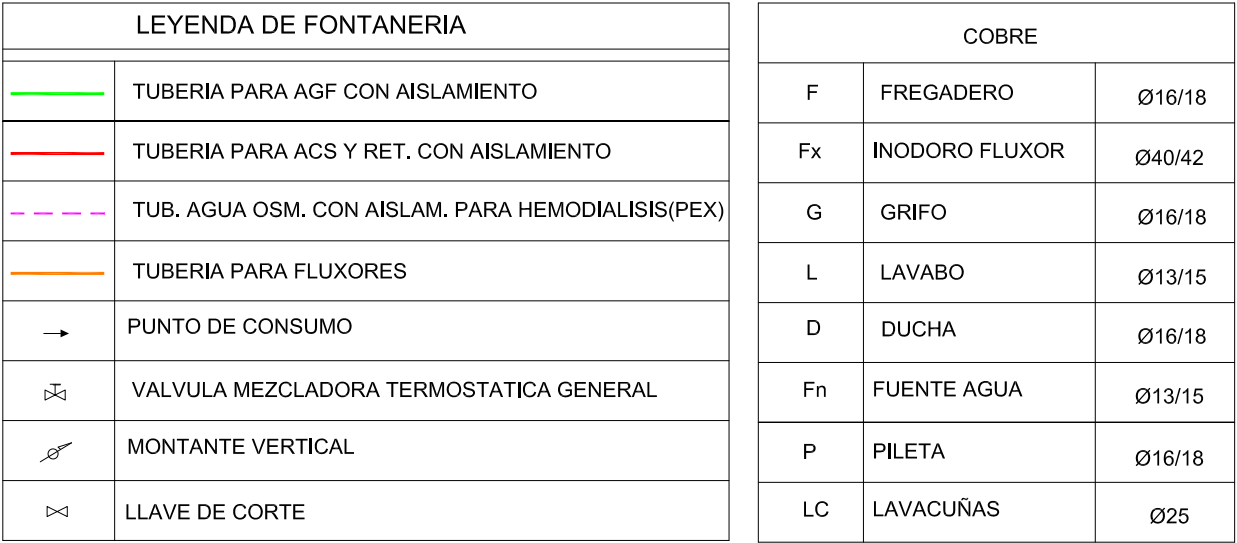 LEYENDA DE FONTANERIA
TUBERIA PARA AGF CON AISLAMIENTO
TUBERIA PARA ACS Y RET. CON AISLAMIENTO
TUB. AGUA OSM. CON AISLAM. PARA HEMODIALISIS(PEX)
TUBERIA PARA FLUXORES
PUNTO DE CONSUMO
VALVULA MEZCLADORA TERMOSTATICA GENERAL
MONTANTE VERTICAL
LLAVE DE CORTE
COBRE
F FREGADERO Ø16/18
Fx INODORO FLUXOR Ø40/42
G GRIFO Ø16/18
L LAVABO Ø13/15
D DUCHA Ø16/18
Fn FUENTE AGUA Ø13/15
P PILETA Ø16/18
LC LAVACUÑAS Ø25